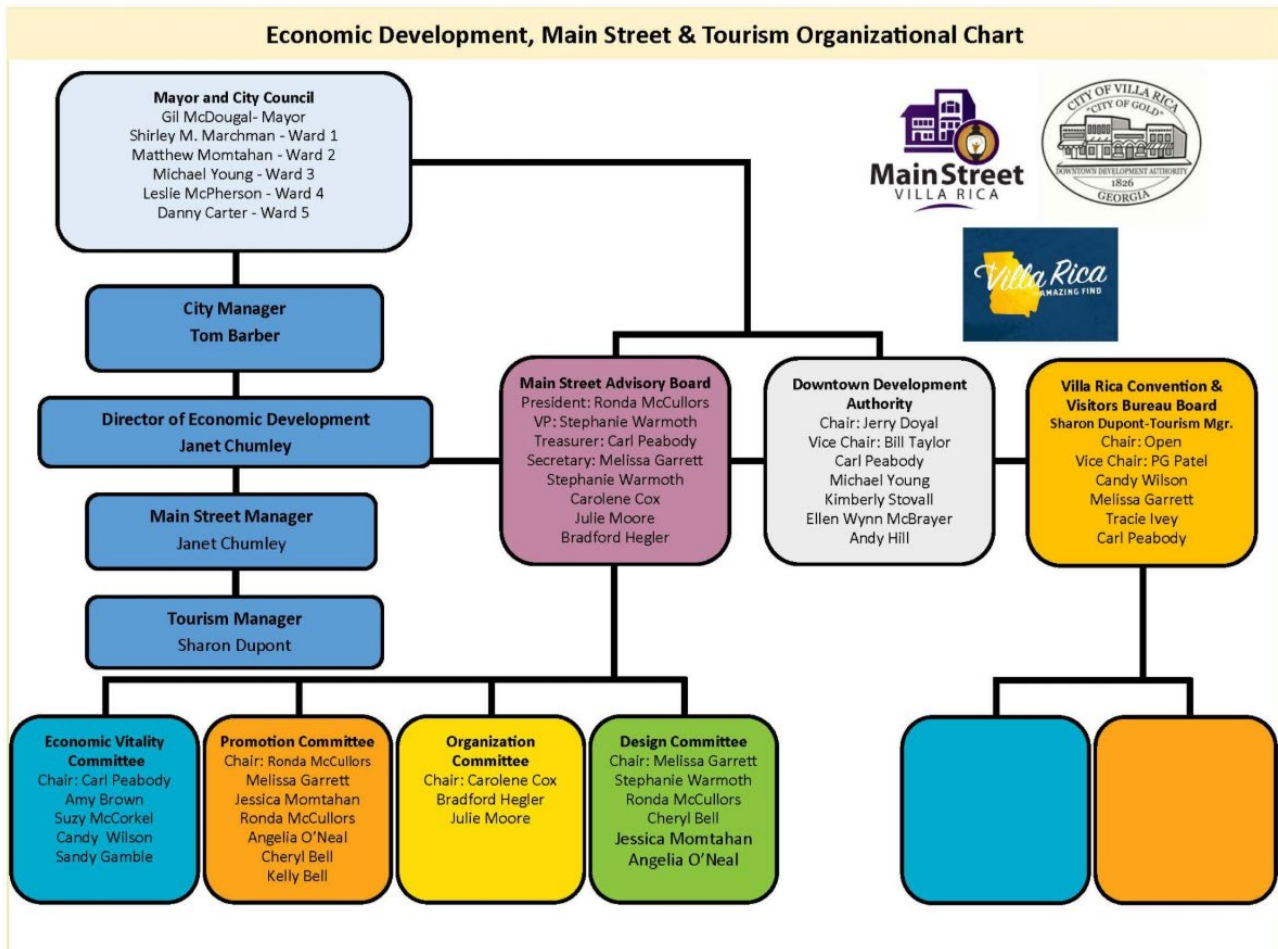 Economic Development, Main Street & Tourism Organizational Chart
Mayor and City Council
Gil McDougal- Mayor
Shirley M. Marchman - Ward 1
Matthew Momtahan - Ward 2
Michael Young - Ward 3
Leslie McPherson - Ward 4
Danny Carter - Ward 5
Main Street
VILLA RICA
CITY OF VILLA RICA
"CITY OF GOLD"
DOWNTOWN DEVELOPMENT AUTHORITY
1826
GEORGIA
Villa Rica
AMAZING FIND
City Manager
Tom Barber
Director of Economic Development
Janet Chumley
Main Street Manager
Janet Chumley
Tourism Manager
Sharon Dupont
Main Street Advisory Board
President: Ronda McCullors
VP: Stephanie Warmoth
Treasurer: Carl Peabody
Secretary: Melissa Garrett
Stephanie Warmoth
Carolene Cox
Julie Moore
Bradford Hegler
Downtown Development
Authority
Chair: Jerry Doyal
Vice Chair: Bill Taylor
Carl Peabody
Michael Young
Kimberly Stovall
Ellen Wynn McBrayer
Andy Hill
Villa Rica Convention &
Visitors Bureau Board
Sharon Dupont-Tourism Mgr.
Chair: Open
Vice Chair: PG Patel
Candy Wilson
Melissa Garrett
Tracie Ivey
Carl Peabody
Economic Vitality
Committee
Chair: Carl Peabody
Amy Brown
Suzy McCorkel
Candy Wilson
Sandy Gamble
Promotion Committee
Chair: Ronda McCullors
Melissa Garrett
Jessica Momtahan
Ronda McCullors
Angelia O'Neal
Cheryl Bell
Kelly Bell
Organization
Committee
Chair: Carolene Cox
Bradford Hegler
Julie Moore
Design Committee
Chair: Melissa Garrett
Stephanie Warmoth
Ronda McCullors
Cheryl Bell
Jessica Momtahan
Angelia O'Neal